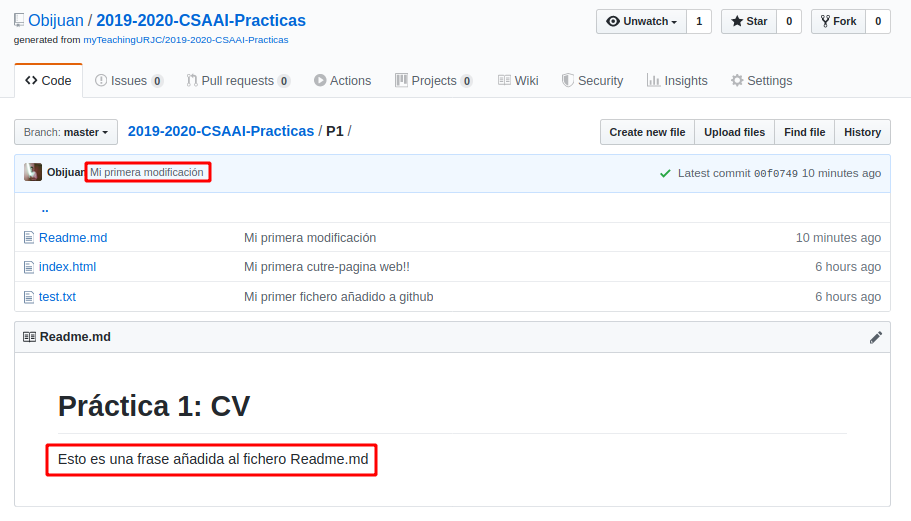 Obijuan / 2019-2020-CSAAI-Practicas
Unwatch 1 Star 0 Fork 0
generated from myTeachingURJC/2019-2020-CSAAI-Practicas
Code Issues 0 Pull requests 0 Actions Projects 0 Wiki Security Insights Settings
Branch: master 2019-2020-CSAAI-Practicas / P1 / Create new file Upload files Find file History
Obijuan Mi primera modificación Latest commit 00f0749 10 minutes ago
..
Readme.md Mi primera modificación 10 minutes ago
index.html Mi primera cutre-pagina web!! 6 hours ago
test.txt Mi primer fichero añadido a github 6 hours ago
Readme.md
Práctica 1: CV
Esto es una frase añadida al fichero Readme.md